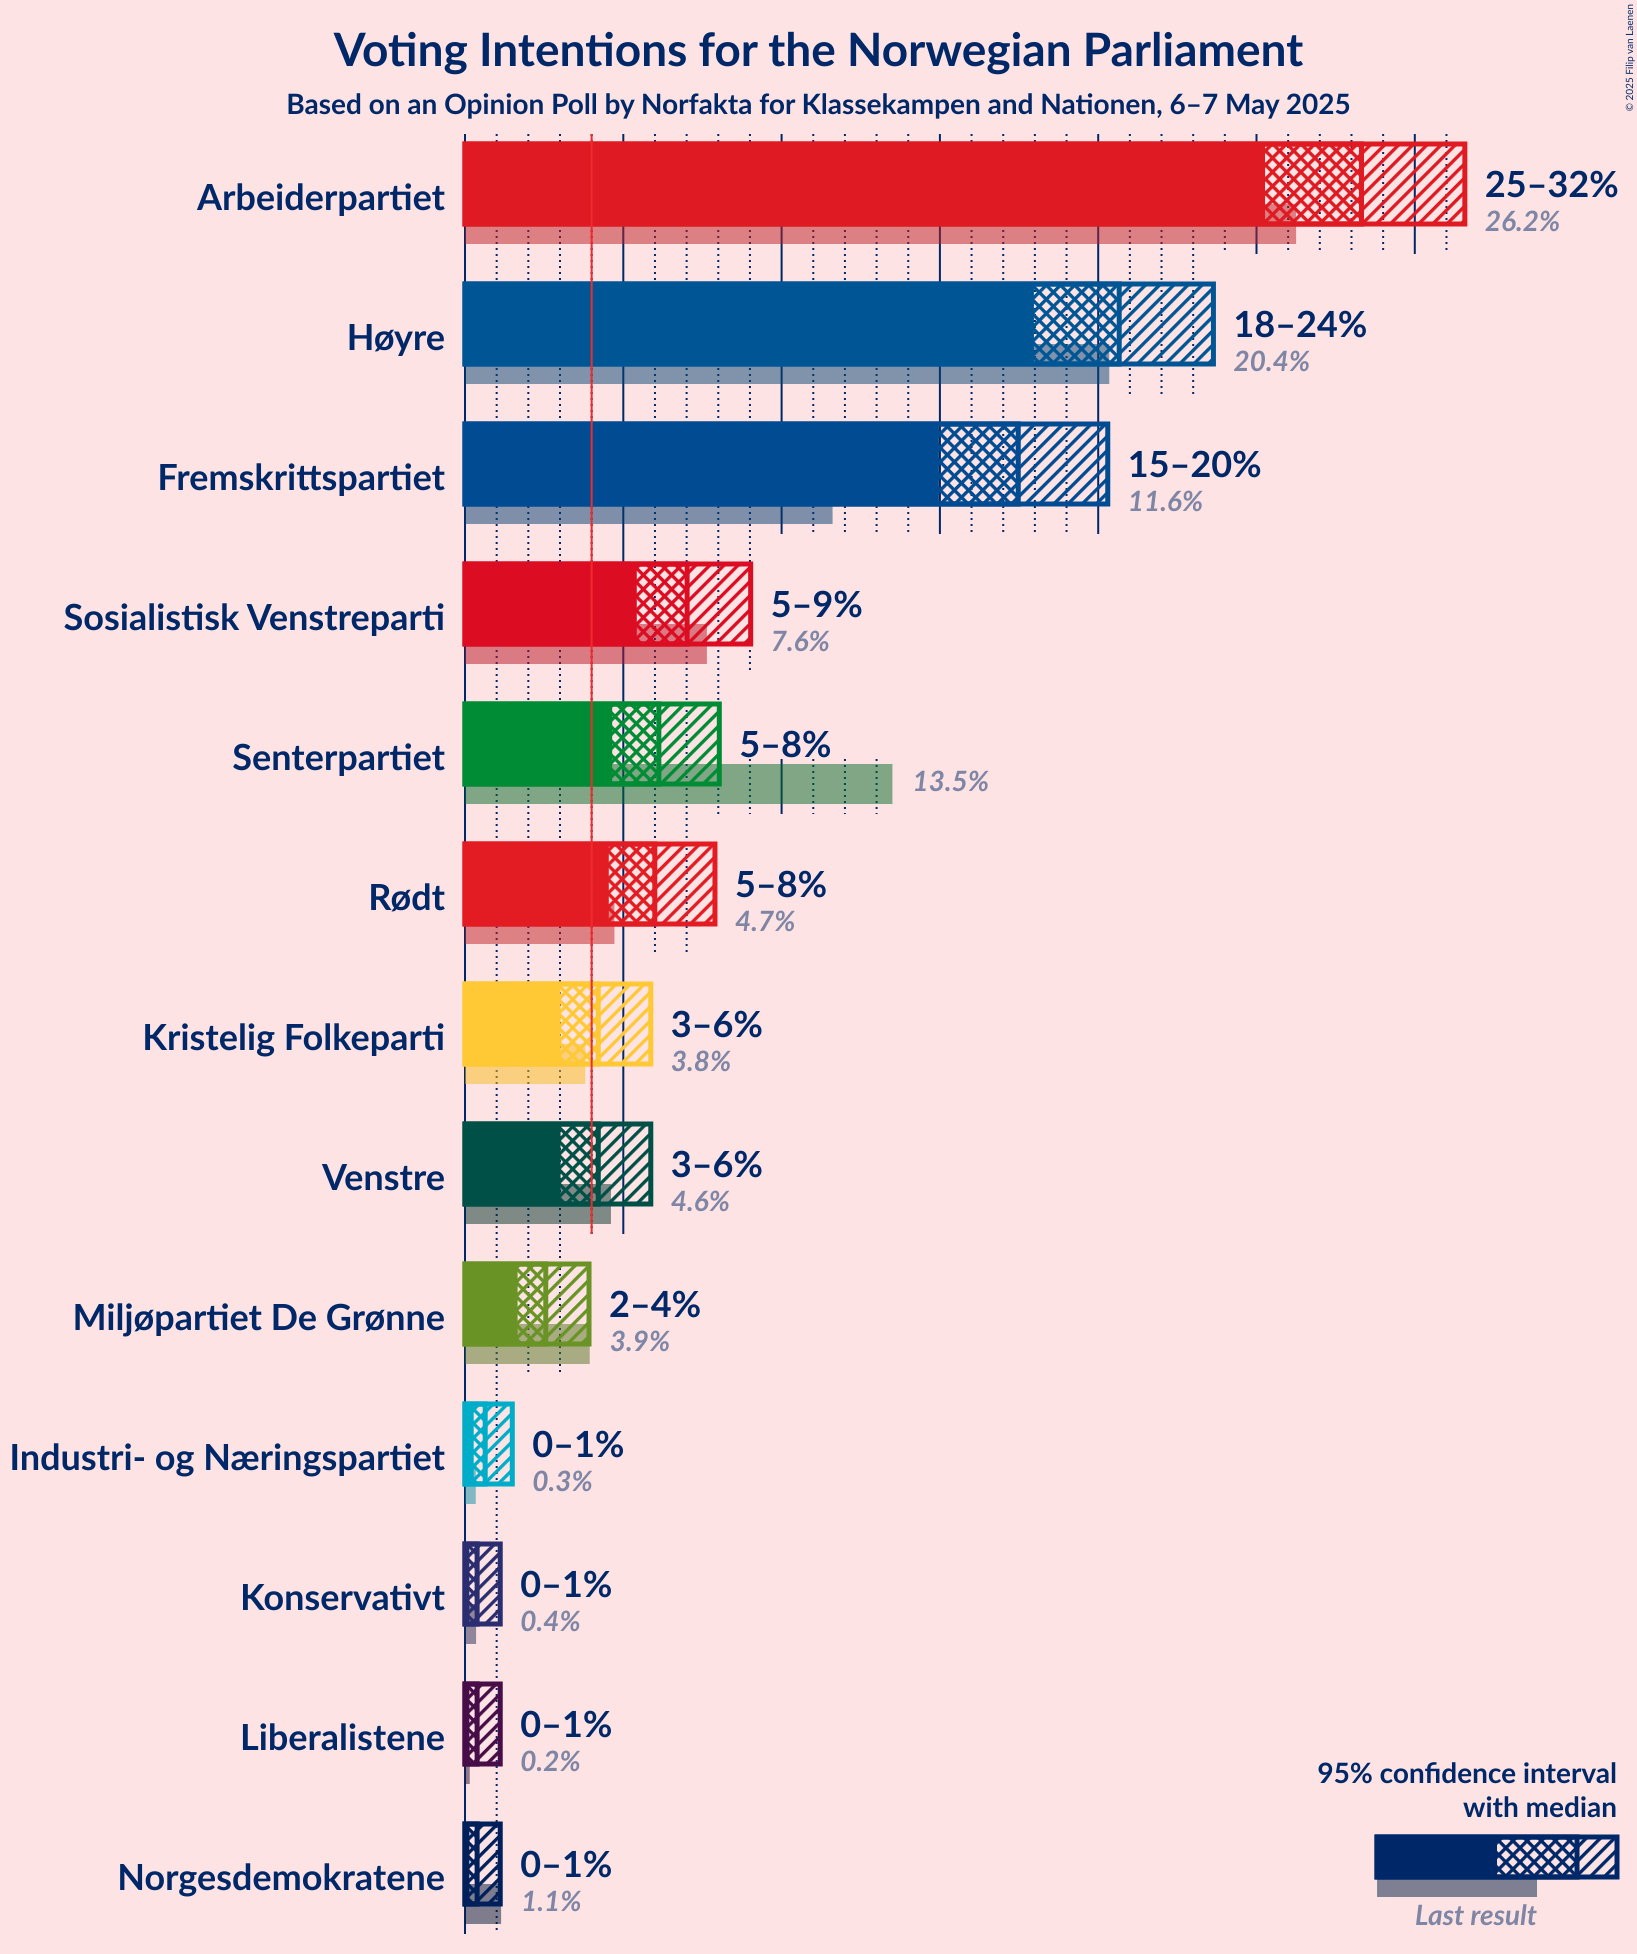 Voting Intentions for the Norwegian Parliament
Based on an Opinion Poll by Norfakta for Klassekampen and Nationen, 6–7 May 2025
© 2025 Filip van Laenen
Arbeiderpartiet
25–32%
26.2%
Høyre
18–24%
20.4%
Fremskrittspartiet
15–20%
11.6%
Sosialistisk Venstreparti
5–9%
7.6%
Senterpartiet
5–8%
13.5%
Rødt
5–8%
4.7%
Kristelig Folkeparti
3–6%
3.8%
Venstre
3–6%
4.6%
Miljøpartiet De Grønne
2–4%
3.9%
Industri- og Næringspartiet
0–1%
0.3%
Konservativt
0–1%
0.4%
Liberalistene
0–1%
0.2%
Norgesdemokratene
0–1%
1.1%
95% confidence interval
with median
Last result